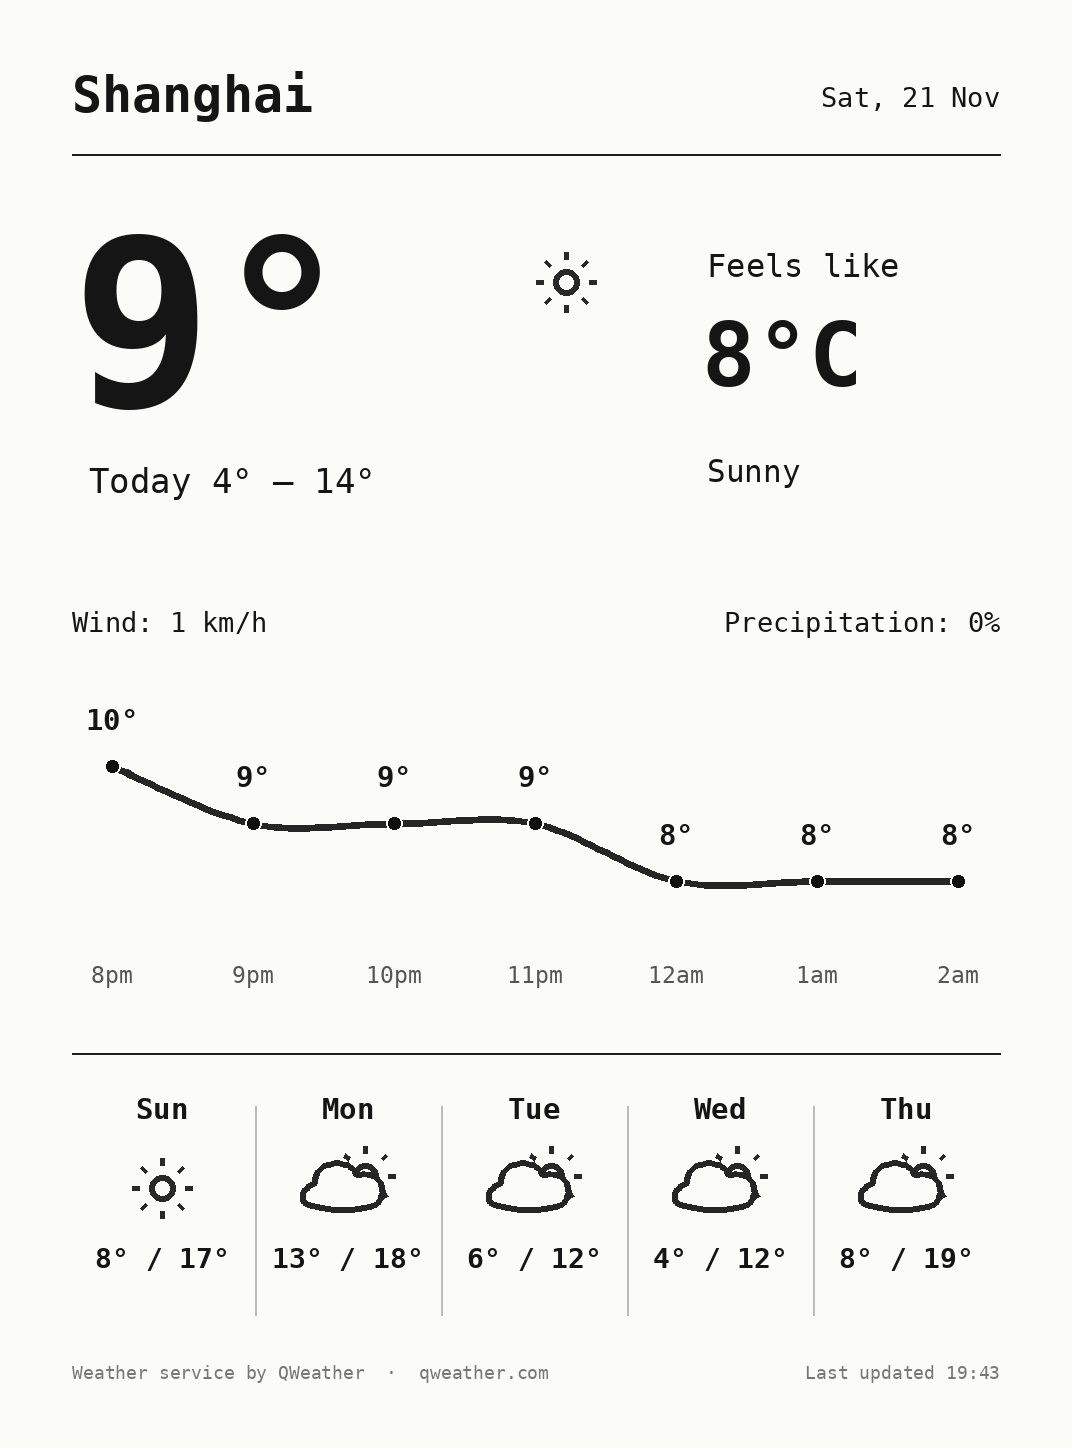 Shanghai
Sat, 21 Nov
9°
Feels like
8°C
Today 4° – 14°
Sunny
Wind: 1 km/h
Precipitation: 0%
10° 9° 9° 9° 8° 8° 8°
8pm 9pm 10pm 11pm 12am 1am 2am
Sun Mon Tue Wed Thu
8° / 17° 13° / 18° 6° / 12° 4° / 12° 8° / 19°
Weather service by QWeather · qweather.com
Last updated 19:43